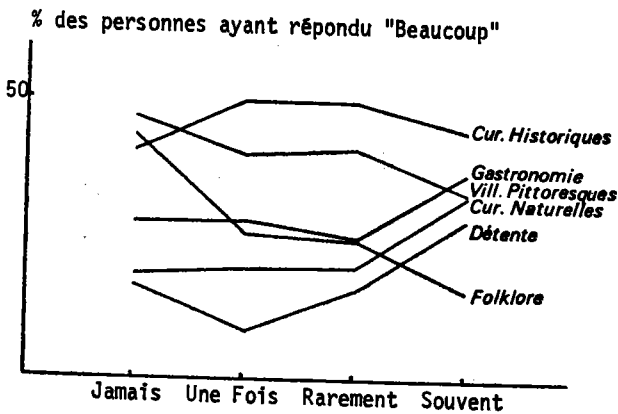 % des personnes ayant répondu "Beaucoup"
50
Cur. Historiques
Gastronomie
Vill. Pittoresques
Cur. Naturelles
Détente
Folklore
Jamais Une Fois Rarement Souvent